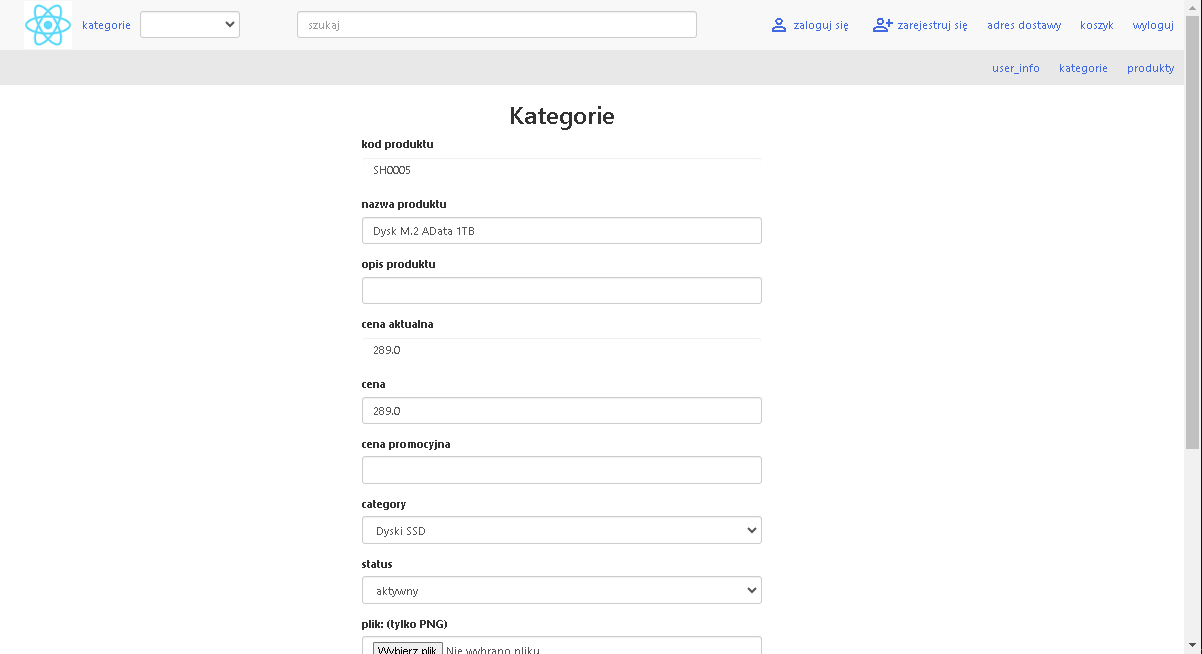 kategorie
szukaj
zaloguj się
zarejestruj się
adres dostawy
koszyk
wyloguj
user_info
kategorie
produkty
Kategorie
kod produktu
SH0005
nazwa produktu
Dysk M.2 AData 1TB
opis produktu
cena aktualna
289.0
cena
289.0
cena promocyjna
category
Dyski SSD
status
aktywny
plik: (tylko PNG)
Wybierz plik Nie wybrano pliku